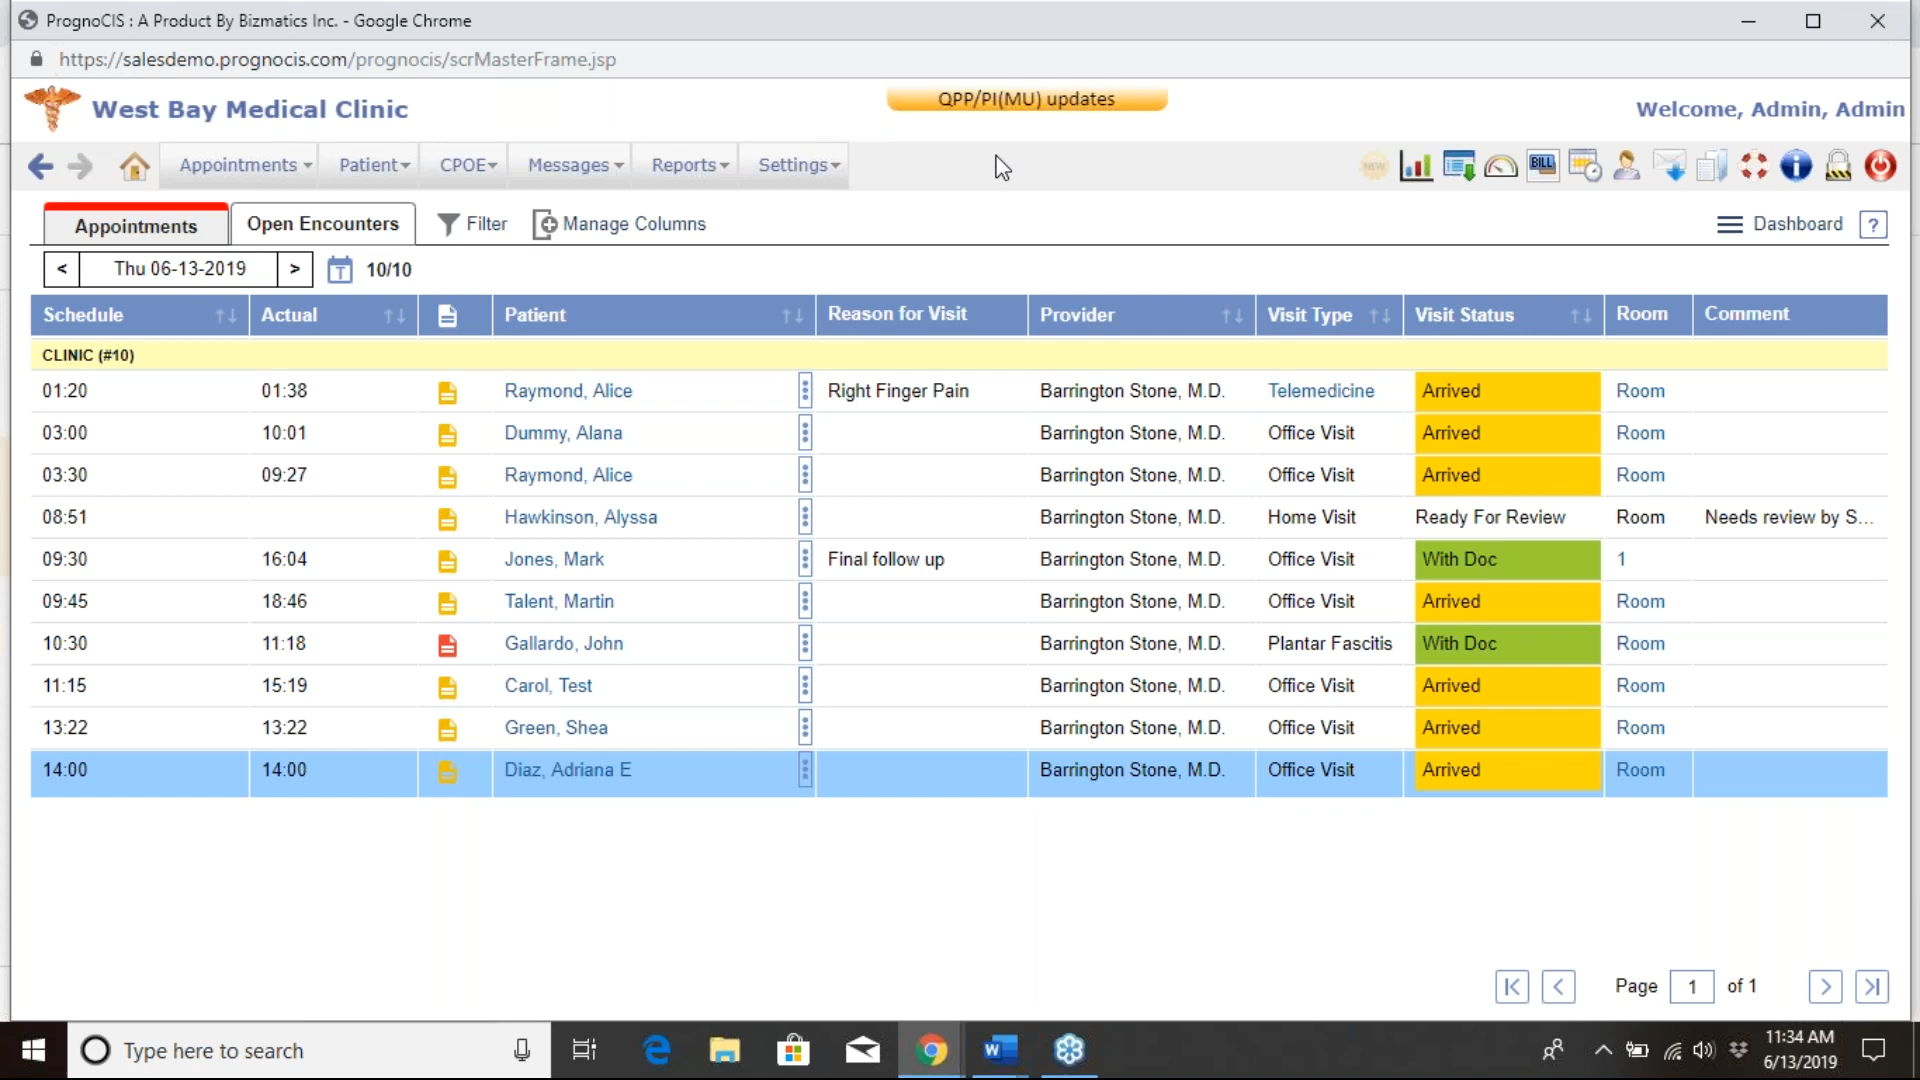 PrognoCIS : A Product By Bizmatics Inc. - Google Chrome
https://salesdemo.prognocis.com/prognocis/scrMasterFrame.jsp
West Bay Medical Clinic
QPP/PI(MU) updates
Welcome, Admin, Admin
Appointments Patient CPOE Messages Reports Settings
NEW BILL
Appointments Open Encounters Filter Manage Columns Dashboard ?
< Thu 06-13-2019 > T 10/10
Schedule Actual Patient Reason for Visit Provider Visit Type Visit Status Room Comment
CLINIC (#10)
01:20 01:38 Raymond, Alice Right Finger Pain Barrington Stone, M.D. Telemedicine Arrived Room
03:00 10:01 Dummy, Alana Barrington Stone, M.D. Office Visit Arrived Room
03:30 09:27 Raymond, Alice Barrington Stone, M.D. Office Visit Arrived Room
08:51 Hawkinson, Alyssa Barrington Stone, M.D. Home Visit Ready For Review Room Needs review by S...
09:30 16:04 Jones, Mark Final follow up Barrington Stone, M.D. Office Visit With Doc 1
09:45 18:46 Talent, Martin Barrington Stone, M.D. Office Visit Arrived Room
10:30 11:18 Gallardo, John Barrington Stone, M.D. Plantar Fascitis With Doc Room
11:15 15:19 Carol, Test Barrington Stone, M.D. Office Visit Arrived Room
13:22 13:22 Green, Shea Barrington Stone, M.D. Office Visit Arrived Room
14:00 14:00 Diaz, Adriana E Barrington Stone, M.D. Office Visit Arrived Room
Page 1 of 1
Type here to search
11:34 AM
6/13/2019